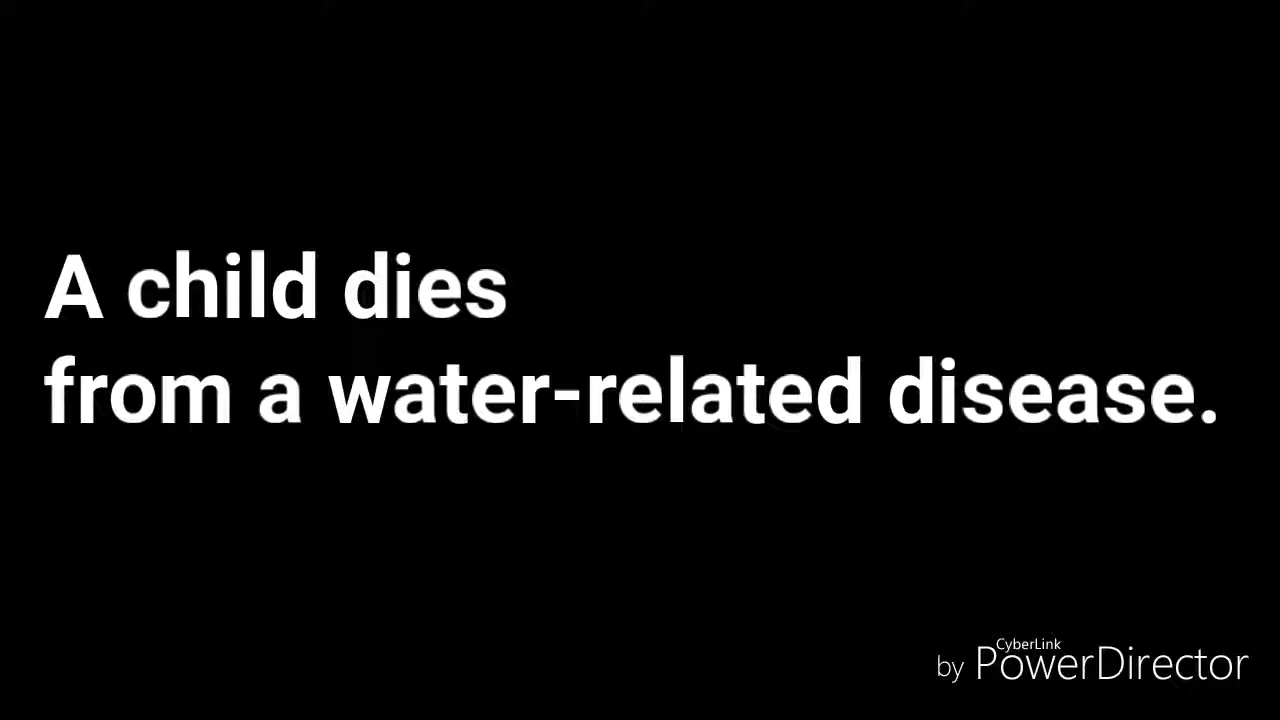 A child dies
from a water-related disease.
CyberLink
by PowerDirector